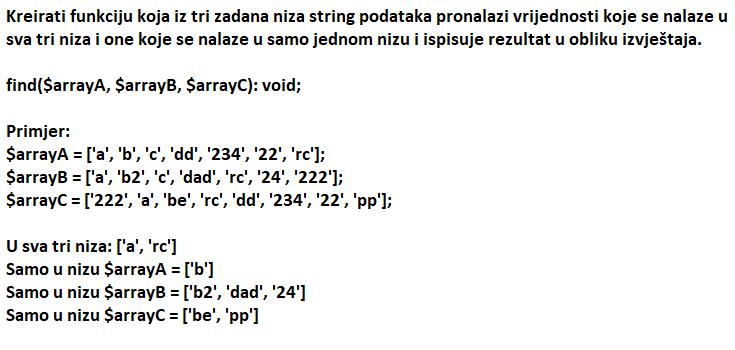 Kreirati funkciju koja iz tri zadana niza string podataka pronalazi vrijednosti koje se nalaze u
sva tri niza i one koje se nalaze u samo jednom nizu i ispisuje rezultat u obliku izvještaja.
find($arrayA, $arrayB, $arrayC): void;
Primjer:
$arrayA = ['a', 'b', 'c', 'dd', '234', '22', 'rc'];
$arrayB = ['a', 'b2', 'c', 'dad', 'rc', '24', '222'];
$arrayC = ['222', 'a', 'be', 'rc', 'dd', '234', '22', 'pp'];
U sva tri niza: ['a', 'rc']
Samo u nizu $arrayA = ['b']
Samo u nizu $arrayB = ['b2', 'dad', '24']
Samo u nizu $arrayC = ['be', 'pp']